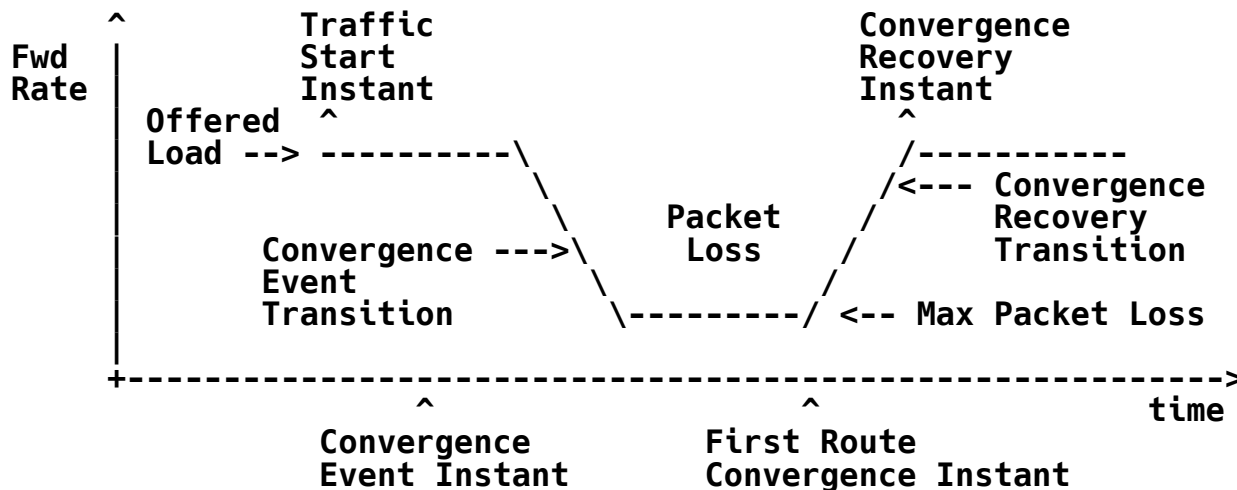 ^         Traffic                      Convergence
Fwd   |         Start                        Recovery
Rate  |         Instant                      Instant
      | Offered  ^                             ^
      | Load --> ----------\                   /-----------
      |                     \                 /<--- Convergence
      |                      \     Packet    /      Recovery
      |       Convergence --->\     Loss    /       Transition
      |       Event            \           /
      |       Transition        \---------/ <-- Max Packet Loss
      |
      +--------------------------------------------------------->
                     ^                   ^                 time
                Convergence         First Route
                Event Instant       Convergence Instant